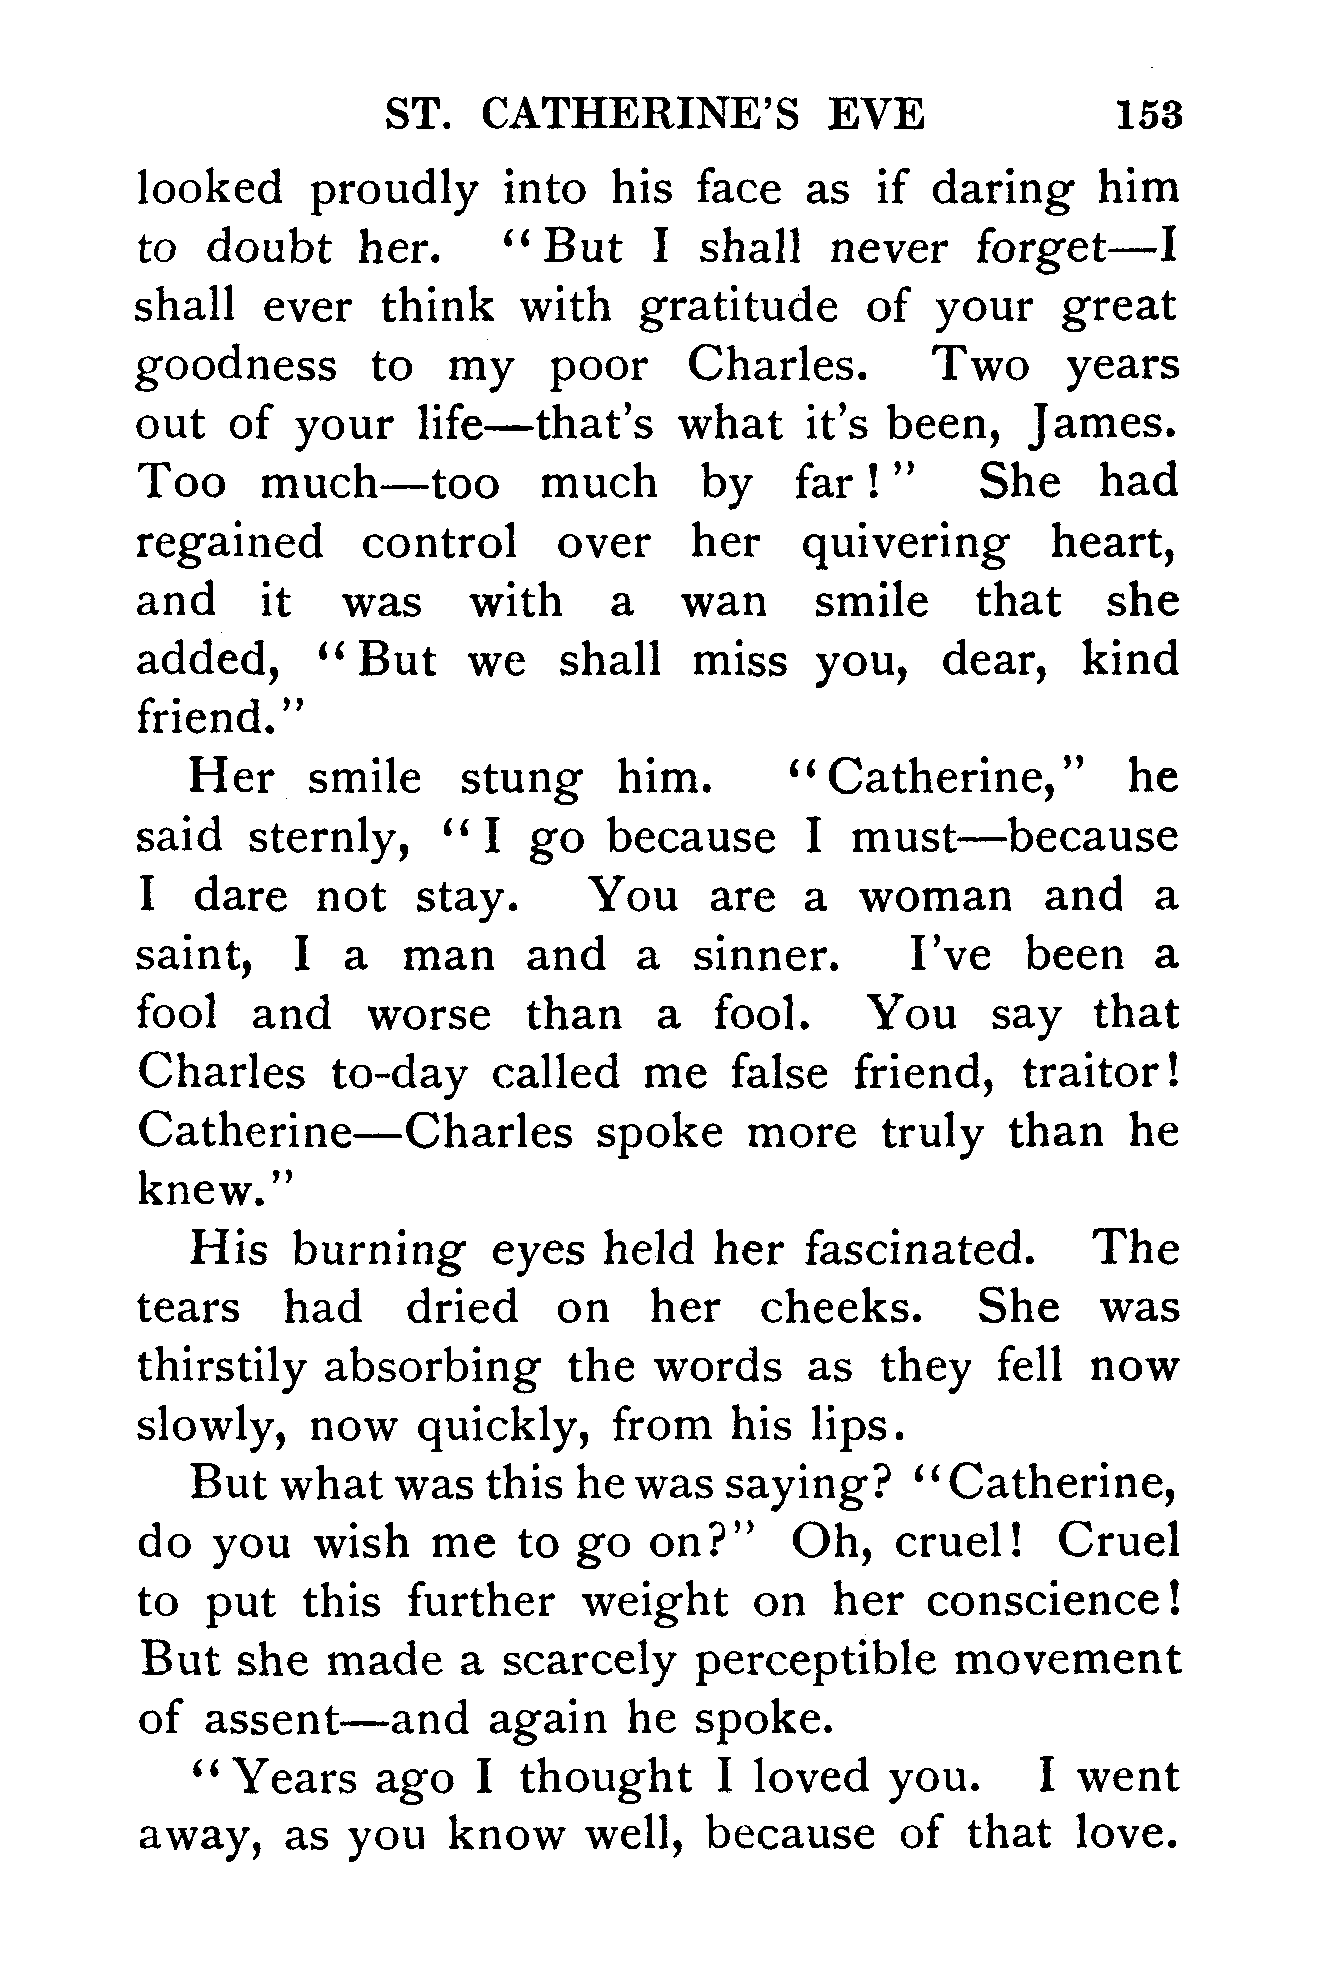 ST. CATHERINE'S EVE 153
looked proudly into his face as if daring him
to doubt her. “But I shall never forget—I
shall ever think with gratitude of your great
goodness to my poor Charles. Two years
out of your life—that's what it's been, James.
Too much—too much by far!” She had
regained control over her quivering heart,
and it was with a wan smile that she
added, “But we shall miss you, dear, kind
friend.”
Her smile stung him. “Catherine,” he
said sternly, “I go because I must—because
I dare not stay. You are a woman and a
saint, I a man and a sinner. I've been a
fool and worse than a fool. You say that
Charles to-day called me false friend, traitor!
Catherine—Charles spoke more truly than he
knew.”
His burning eyes held her fascinated. The
tears had dried on her cheeks. She was
thirstily absorbing the words as they fell now
slowly, now quickly, from his lips.
But what was this he was saying? “Catherine,
do you wish me to go on?” Oh, cruel! Cruel
to put this further weight on her conscience!
But she made a scarcely perceptible movement
of assent—and again he spoke.
“Years ago I thought I loved you. I went
away, as you know well, because of that love.